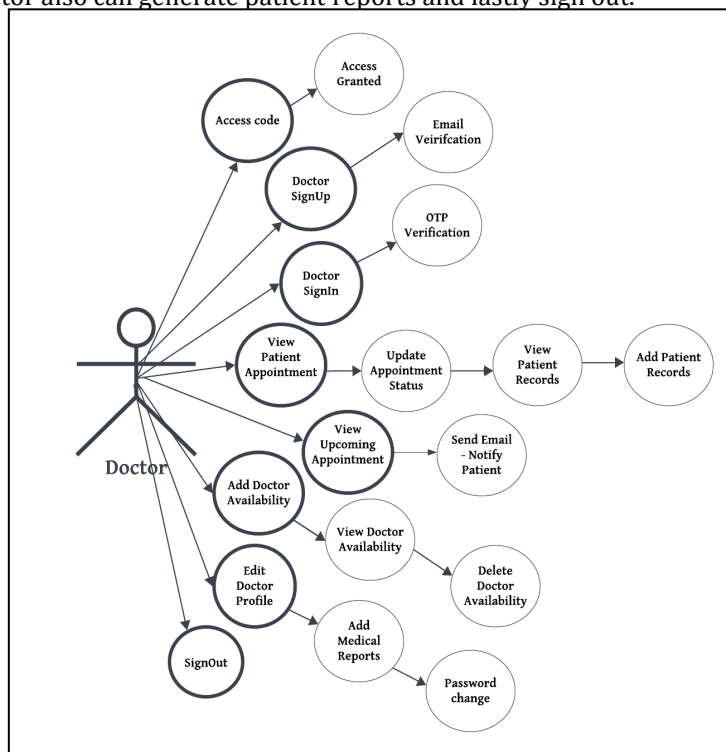 ctor also can generate patient reports and lastly sign out.
Access
Granted
Access code
Email
Veirifcation
Doctor
SignUp
OTP
Verification
Doctor
SignIn
View
Patient
Appointment
Update
Appointment
Status
View
Patient
Records
Add Patient
Records
View
Upcoming
Appointment
Send Email
- Notify
Patient
Doctor
Add Doctor
Availability
View Doctor
Availability
Delete
Doctor
Availability
Edit
Doctor
Profile
Add
Medical
Reports
Password
change
SignOut